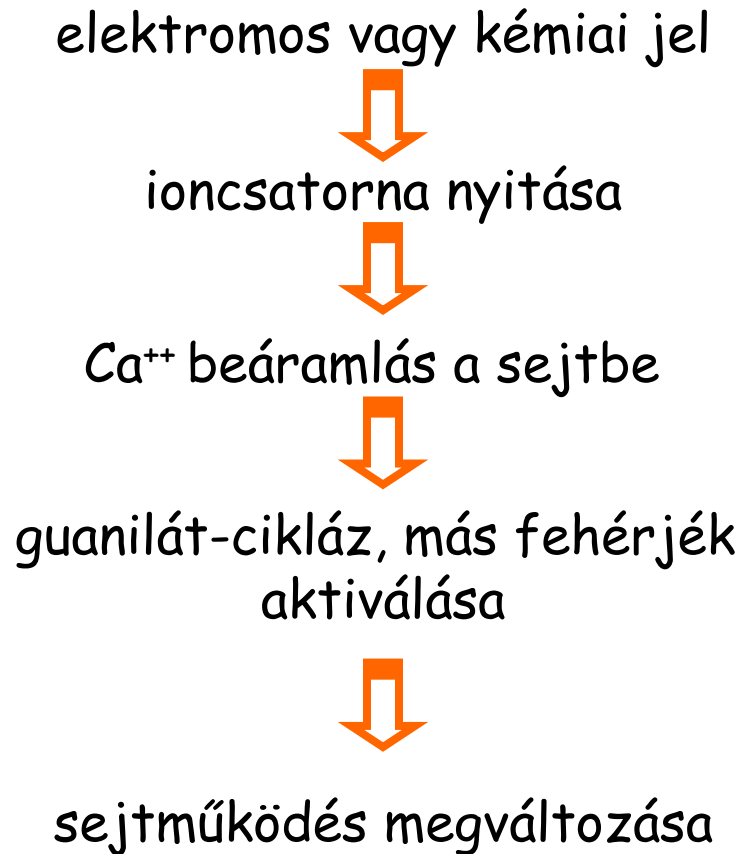 elektromos vagy kémiai jel
ioncsatorna nyitása
Ca⁺⁺ beáramlás a sejtbe
guanilát-cikláz, más fehérjék
aktiválása
sejtműködés megváltozása